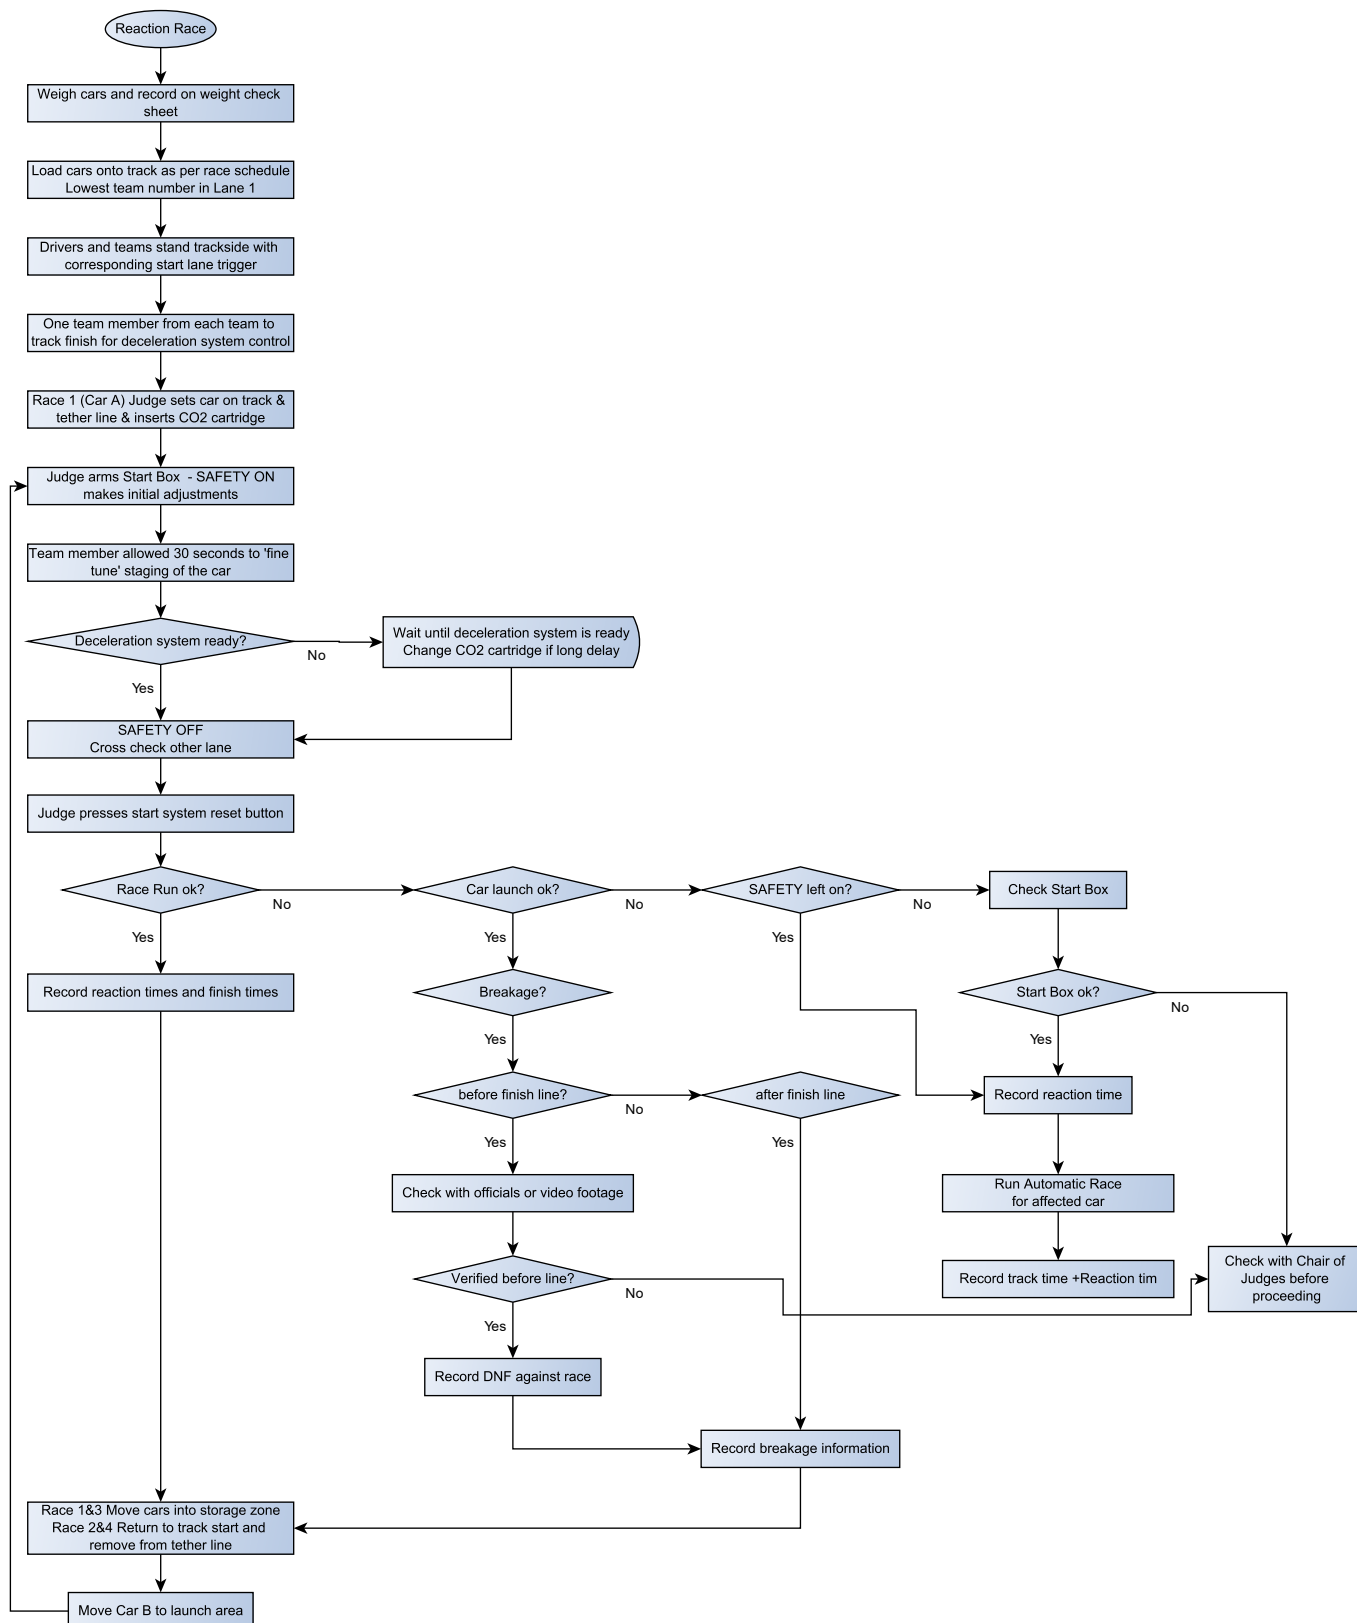 Reaction Race
Weigh cars and record on weight check
sheet
Load cars onto track as per race schedule
Lowest team number in Lane 1
Drivers and teams stand trackside with
corresponding start lane trigger
One team member from each team to
track finish for deceleration system control
Race 1 (Car A) Judge sets car on track &
tether line & inserts CO2 cartridge
Judge arms Start Box - SAFETY ON
makes initial adjustments
Team member allowed 30 seconds to 'fine
tune' staging of the car
Deceleration system ready?
No
Wait until deceleration system is ready
Change CO2 cartridge if long delay
Yes
SAFETY OFF
Cross check other lane
Judge presses start system reset button
Race Run ok?
No
Car launch ok?
No
SAFETY left on?
No
Check Start Box
Yes
Yes
Yes
Record reaction times and finish times
Breakage?
Start Box ok?
No
Yes
Yes
before finish line?
No
after finish line
Record reaction time
Yes
Yes
Check with officials or video footage
Run Automatic Race
for affected car
Verified before line?
No
Record track time +Reaction tim
Check with Chair of
Judges before
proceeding
Yes
Record DNF against race
Record breakage information
Race 1&3 Move cars into storage zone
Race 2&4 Return to track start and
remove from tether line
Move Car B to launch area